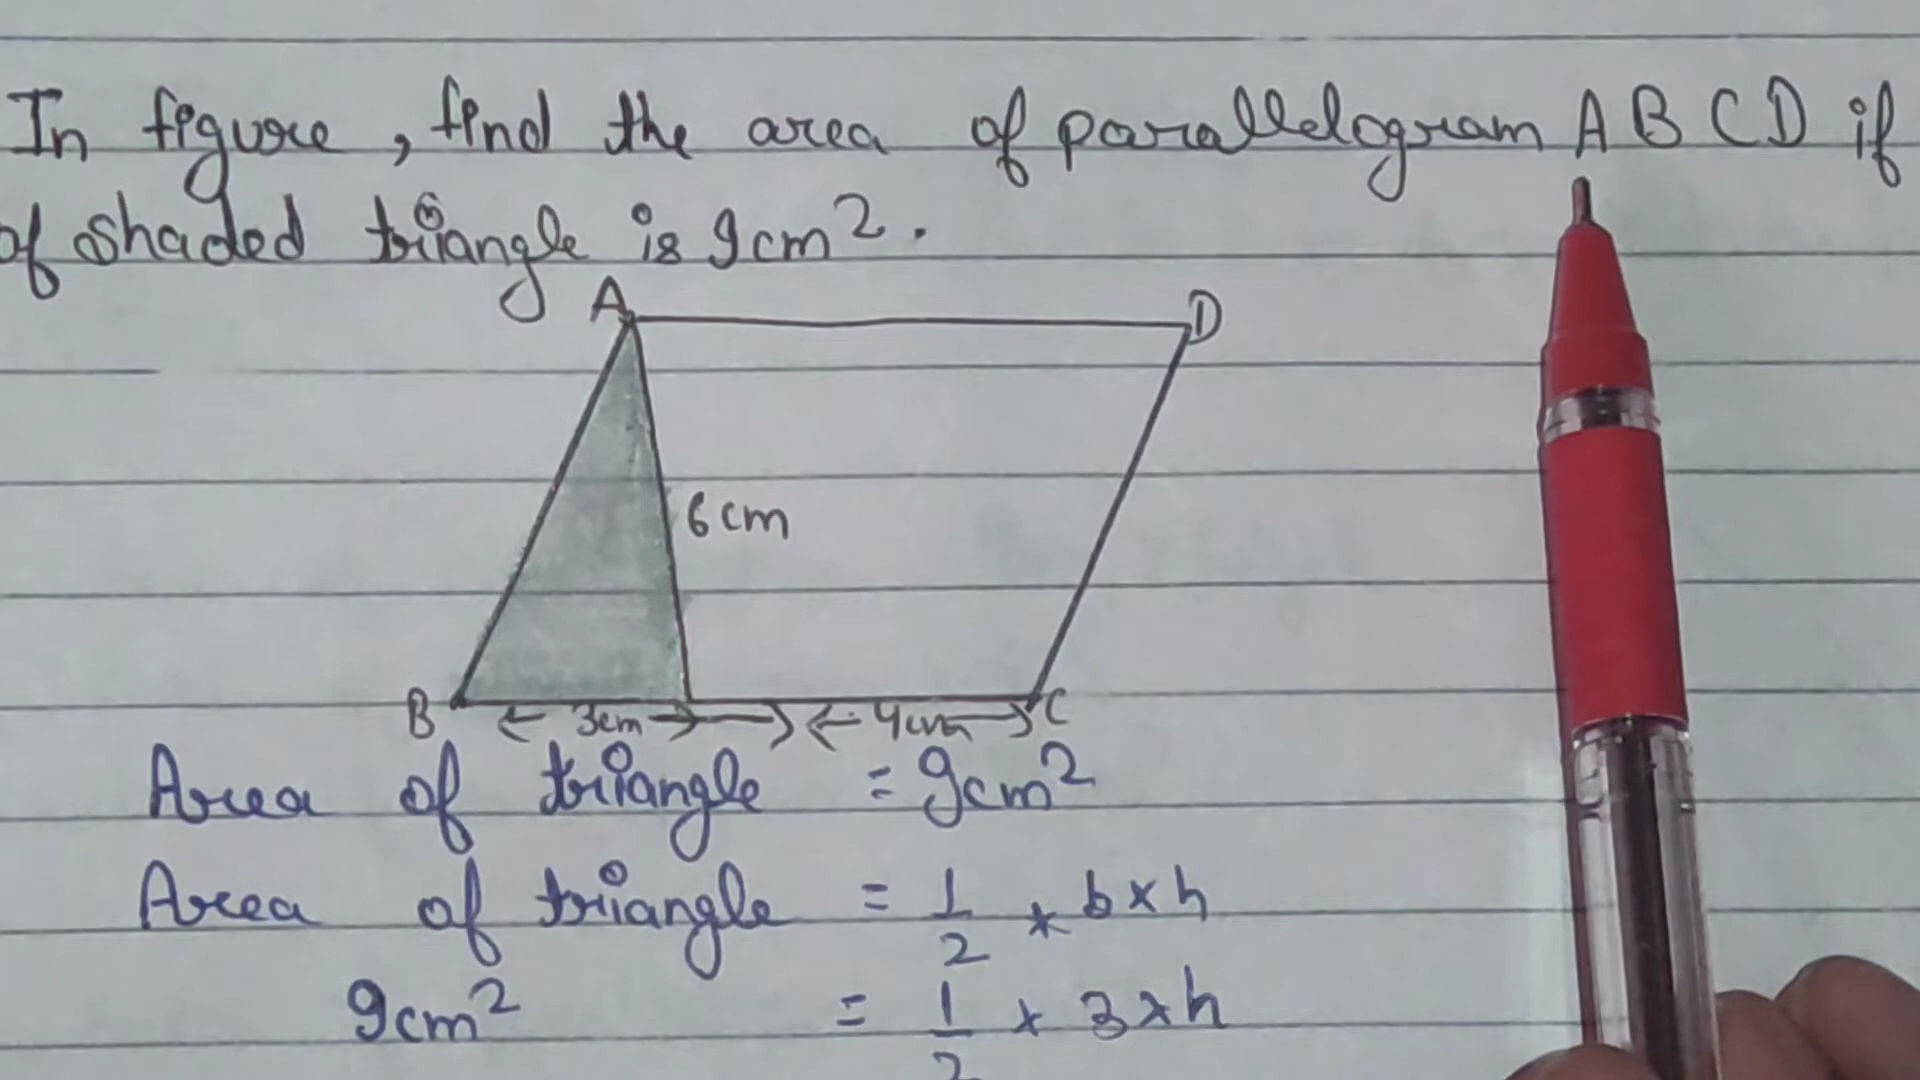 In figure, find the area of parallelogram A B C D if
of shaded triangle is 9cm².
A
D
6cm
B
3cm
4cm
C
Area of triangle = 9cm²
Area of triangle = 1/2 * b × h
9cm² = 1/2 × 3 × h